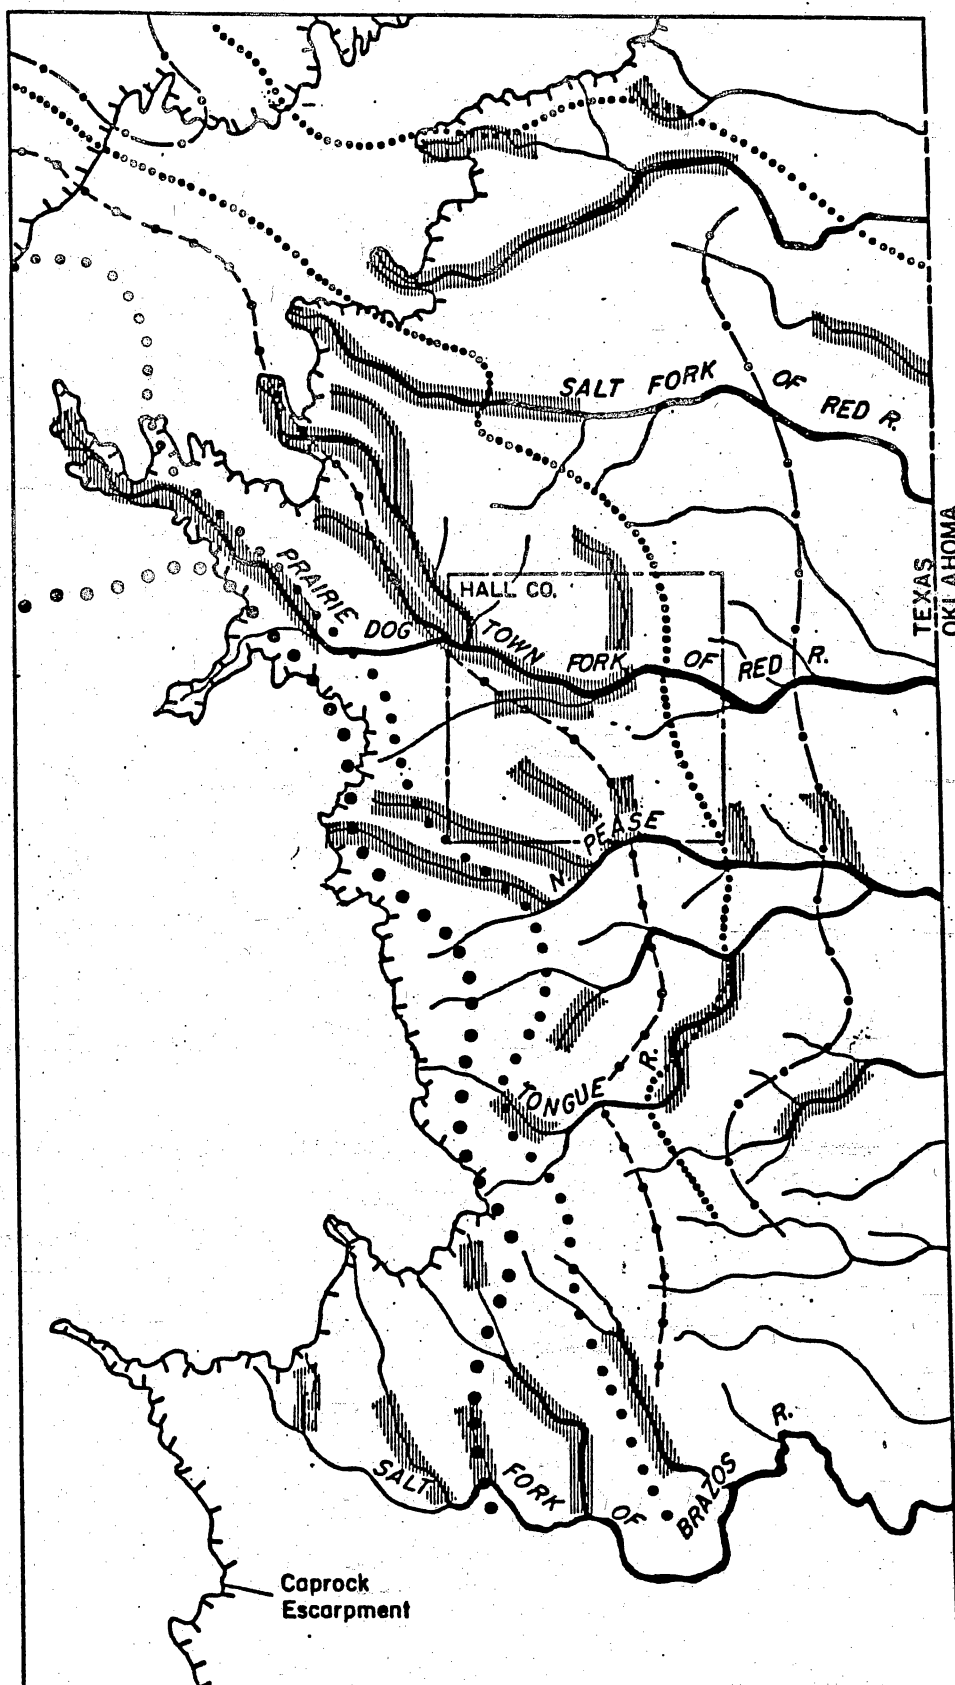 SALT FORK OF RED R.
TEXAS
OKLAHOMA
HALL CO.
PRAIRIE DOG TOWN FORK OF RED R.
N. PEASE
TONGUE R.
SALT FORK OF BRAZOS R.
Caprock
Escarpment